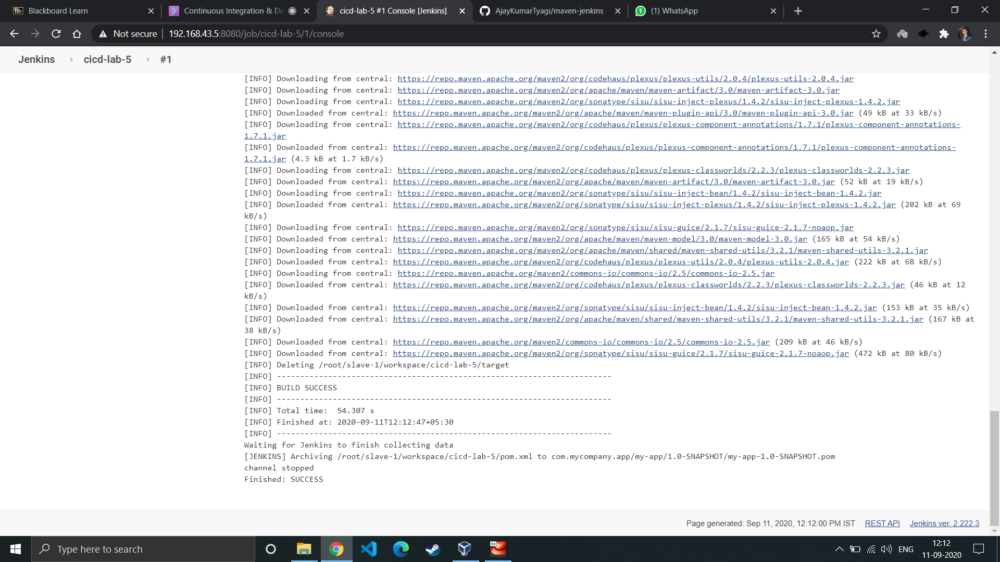 Blackboard Learn
Continuous Integration & De
cicd-lab-5 #1 Console [Jenkins]
AjayKumarTyagi/maven-jenkins
(1) WhatsApp
Not secure
192.168.43.5:8080/job/cicd-lab-5/1/console
Jenkins
cicd-lab-5
#1
[INFO] Downloading from central: https://repo.maven.apache.org/maven2/org/codehaus/plexus/plexus-utils/2.0.4/plexus-utils-2.0.4.jar
[INFO] Downloading from central: https://repo.maven.apache.org/maven2/org/apache/maven/maven-artifact/3.0/maven-artifact-3.0.jar
[INFO] Downloading from central: https://repo.maven.apache.org/maven2/org/sonatype/sisu/sisu-inject-plexus/1.4.2/sisu-inject-plexus-1.4.2.jar
[INFO] Downloaded from central: https://repo.maven.apache.org/maven2/org/apache/maven/maven-plugin-api/3.0/maven-plugin-api-3.0.jar (49 kB at 33 kB/s)
[INFO] Downloading from central: https://repo.maven.apache.org/maven2/org/codehaus/plexus/plexus-component-annotations/1.7.1/plexus-component-annotations-
1.7.1.jar
[INFO] Downloaded from central: https://repo.maven.apache.org/maven2/org/codehaus/plexus/plexus-component-annotations/1.7.1/plexus-component-annotations-
1.7.1.jar (4.3 kB at 1.7 kB/s)
[INFO] Downloading from central: https://repo.maven.apache.org/maven2/org/codehaus/plexus/plexus-classworlds/2.2.3/plexus-classworlds-2.2.3.jar
[INFO] Downloaded from central: https://repo.maven.apache.org/maven2/org/apache/maven/maven-artifact/3.0/maven-artifact-3.0.jar (52 kB at 19 kB/s)
[INFO] Downloading from central: https://repo.maven.apache.org/maven2/org/sonatype/sisu/sisu-inject-bean/1.4.2/sisu-inject-bean-1.4.2.jar
[INFO] Downloaded from central: https://repo.maven.apache.org/maven2/org/sonatype/sisu/sisu-inject-plexus/1.4.2/sisu-inject-plexus-1.4.2.jar (202 kB at 69
kB/s)
[INFO] Downloading from central: https://repo.maven.apache.org/maven2/org/sonatype/sisu/sisu-guice/2.1.7/sisu-guice-2.1.7-noaop.jar
[INFO] Downloaded from central: https://repo.maven.apache.org/maven2/org/apache/maven/maven-model/3.0/maven-model-3.0.jar (165 kB at 54 kB/s)
[INFO] Downloading from central: https://repo.maven.apache.org/maven2/org/apache/maven/shared/maven-shared-utils/3.2.1/maven-shared-utils-3.2.1.jar
[INFO] Downloaded from central: https://repo.maven.apache.org/maven2/org/codehaus/plexus/plexus-utils/2.0.4/plexus-utils-2.0.4.jar (222 kB at 68 kB/s)
[INFO] Downloading from central: https://repo.maven.apache.org/maven2/commons-io/commons-io/2.5/commons-io-2.5.jar
[INFO] Downloaded from central: https://repo.maven.apache.org/maven2/org/codehaus/plexus/plexus-classworlds/2.2.3/plexus-classworlds-2.2.3.jar (46 kB at 12
kB/s)
[INFO] Downloaded from central: https://repo.maven.apache.org/maven2/org/sonatype/sisu/sisu-inject-bean/1.4.2/sisu-inject-bean-1.4.2.jar (153 kB at 35 kB/s)
[INFO] Downloaded from central: https://repo.maven.apache.org/maven2/org/apache/maven/shared/maven-shared-utils/3.2.1/maven-shared-utils-3.2.1.jar (167 kB at
38 kB/s)
[INFO] Downloaded from central: https://repo.maven.apache.org/maven2/commons-io/commons-io/2.5/commons-io-2.5.jar (209 kB at 46 kB/s)
[INFO] Downloaded from central: https://repo.maven.apache.org/maven2/org/sonatype/sisu/sisu-guice/2.1.7/sisu-guice-2.1.7-noaop.jar (472 kB at 80 kB/s)
[INFO] Deleting /root/slave-1/workspace/cicd-lab-5/target
[INFO] ------------------------------------------------------------------------
[INFO] BUILD SUCCESS
[INFO] ------------------------------------------------------------------------
[INFO] Total time:  54.307 s
[INFO] Finished at: 2020-09-11T12:12:47+05:30
[INFO] ------------------------------------------------------------------------
Waiting for Jenkins to finish collecting data
[JENKINS] Archiving /root/slave-1/workspace/cicd-lab-5/pom.xml to com.mycompany.app/my-app/1.0-SNAPSHOT/my-app-1.0-SNAPSHOT.pom
channel stopped
Finished: SUCCESS
Page generated: Sep 11, 2020, 12:12:00 PM IST
REST API
Jenkins ver. 2.222.3
Type here to search
ENG
12:12
11-09-2020